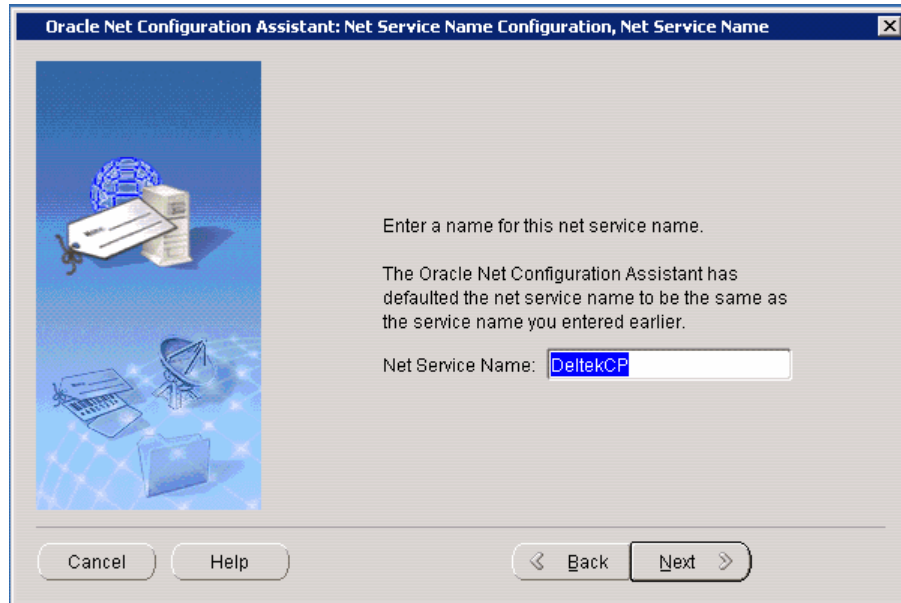 Oracle Net Configuration Assistant: Net Service Name Configuration, Net Service Name
Enter a name for this net service name.
The Oracle Net Configuration Assistant has
defaulted the net service name to be the same as
the service name you entered earlier.
Net Service Name: DeltekCP
Cancel Help Back Next